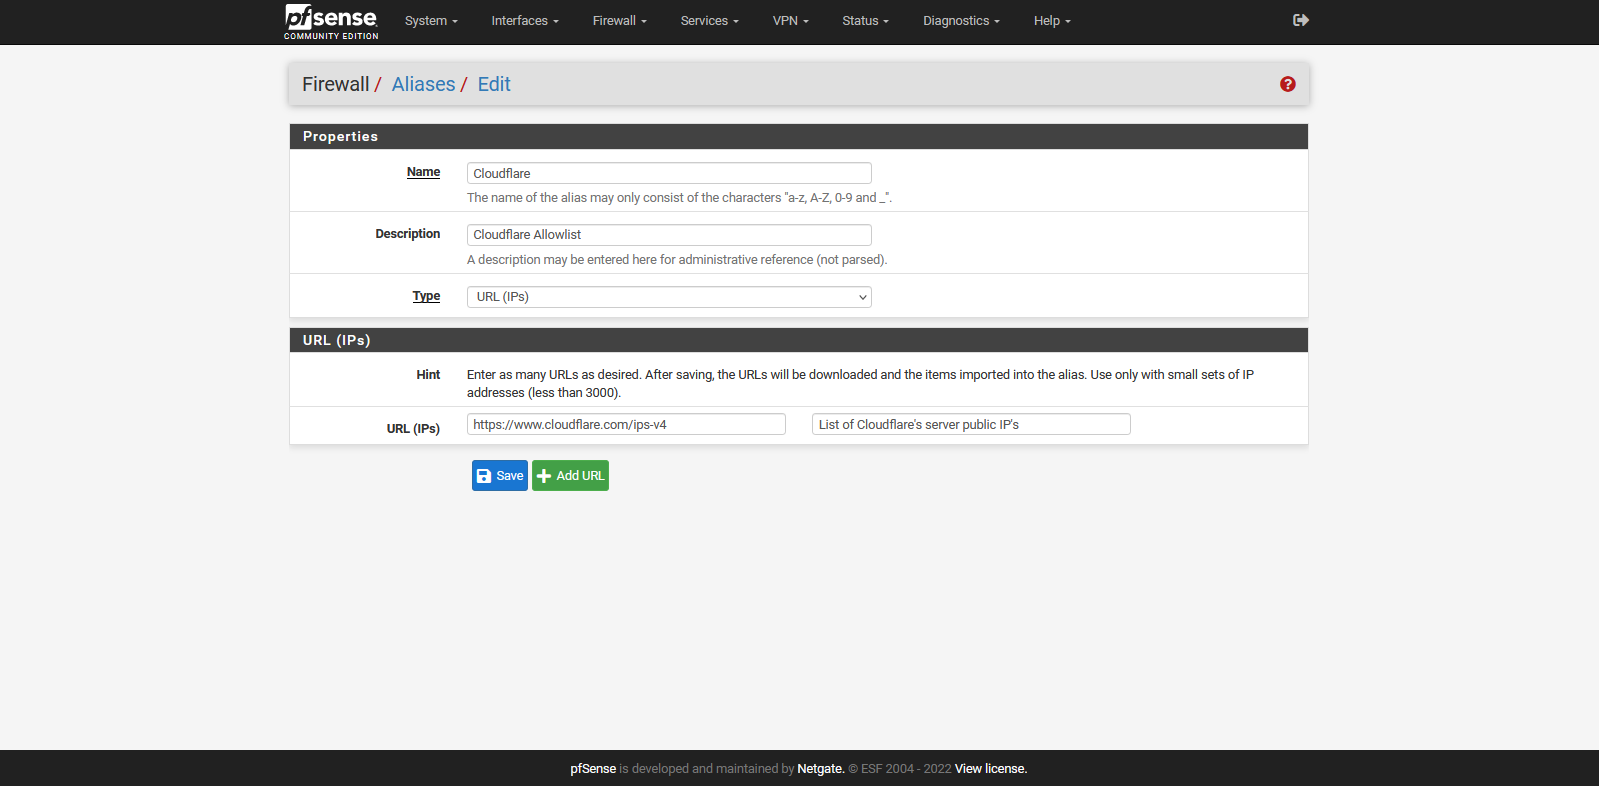 pfsense
COMMUNITY EDITION
System Interfaces Firewall Services VPN Status Diagnostics Help
Firewall / Aliases / Edit
?
Properties
Name
Cloudflare
The name of the alias may only consist of the characters "a-z, A-Z, 0-9 and _".
Description
Cloudflare Allowlist
A description may be entered here for administrative reference (not parsed).
Type
URL (IPs)
URL (IPs)
Hint
Enter as many URLs as desired. After saving, the URLs will be downloaded and the items imported into the alias. Use only with small sets of IP
addresses (less than 3000).
URL (IPs)
https://www.cloudflare.com/ips-v4
List of Cloudflare's server public IP's
Save
Add URL
pfSense is developed and maintained by Netgate. © ESF 2004 - 2022 View license.